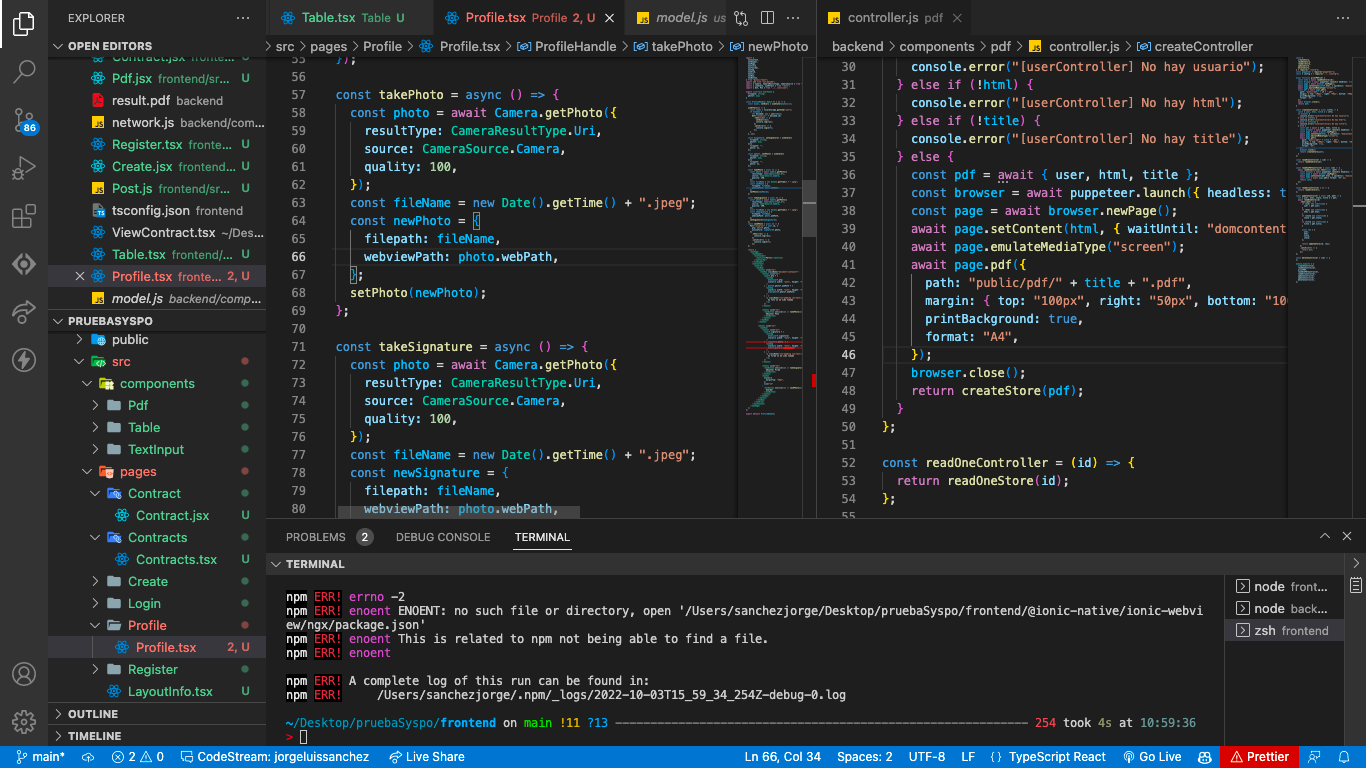 EXPLORER
OPEN EDITORS
Contract.jsx frontend/sr... U
Pdf.jsx frontend/sr... U
result.pdf backend
network.js backend/com...
Register.tsx fronte... U
Create.jsx frontend... U
Post.js frontend/sr... U
tsconfig.json frontend
ViewContract.tsx ~/Des...
Table.tsx frontend/... U
Profile.tsx fronte... 2, U
model.js backend/comp...
PRUEBASYSPO
public
src
components
Pdf
Table
TextInput
pages
Contract
Contract.jsx U
Contracts
Contracts.tsx U
Create
Login
Profile
Profile.tsx 2, U
Register
LayoutInfo.tsx U
OUTLINE
TIMELINE
86
Table.tsx Table U
Profile.tsx Profile 2, U
model.js us
src > pages > Profile > Profile.tsx > ProfileHandle > takePhoto > newPhoto
55 });
56
57 const takePhoto = async () => {
58 const photo = await Camera.getPhoto({
59 resultType: CameraResultType.Uri,
60 source: CameraSource.Camera,
61 quality: 100,
62 });
63 const fileName = new Date().getTime() + ".jpeg";
64 const newPhoto = {
65 filepath: fileName,
66 webviewPath: photo.webPath,
67 };
68 setPhoto(newPhoto);
69 };
70
71 const takeSignature = async () => {
72 const photo = await Camera.getPhoto({
73 resultType: CameraResultType.Uri,
74 source: CameraSource.Camera,
75 quality: 100,
76 });
77 const fileName = new Date().getTime() + ".jpeg";
78 const newSignature = {
79 filepath: fileName,
80 webviewPath: photo.webPath,
controller.js pdf
backend > components > pdf > controller.js > createController
30 console.error("[userController] No hay usuario");
31 } else if (!html) {
32 console.error("[userController] No hay html");
33 } else if (!title) {
34 console.error("[userController] No hay title");
35 } else {
36 const pdf = await { user, html, title };
37 const browser = await puppeteer.launch({ headless: t
38 const page = await browser.newPage();
39 await page.setContent(html, { waitUntil: "domcontent
40 await page.emulateMediaType("screen");
41 await page.pdf({
42 path: "public/pdf/" + title + ".pdf",
43 margin: { top: "100px", right: "50px", bottom: "10
44 printBackground: true,
45 format: "A4",
46 });
47 browser.close();
48 return createStore(pdf);
49 }
50 };
51
52 const readOneController = (id) => {
53 return readOneStore(id);
54 };
55
PROBLEMS 2 DEBUG CONSOLE TERMINAL
TERMINAL
npm ERR! errno -2
npm ERR! enoent ENOENT: no such file or directory, open '/Users/sanchezjorge/Desktop/pruebaSyspo/frontend/@ionic-native/ionic-webvi
ew/ngx/package.json'
npm ERR! enoent This is related to npm not being able to find a file.
npm ERR! enoent
npm ERR! A complete log of this run can be found in:
npm ERR! /Users/sanchezjorge/.npm/_logs/2022-10-03T15_59_34_254Z-debug-0.log
~/Desktop/pruebaSyspo/frontend on main !11 ?13 254 took 4s at 10:59:36
>
node front...
node back...
zsh frontend
main* 2 0 CodeStream: jorgeluissanchez Live Share Ln 66, Col 34 Spaces: 2 UTF-8 LF {} TypeScript React Go Live Prettier